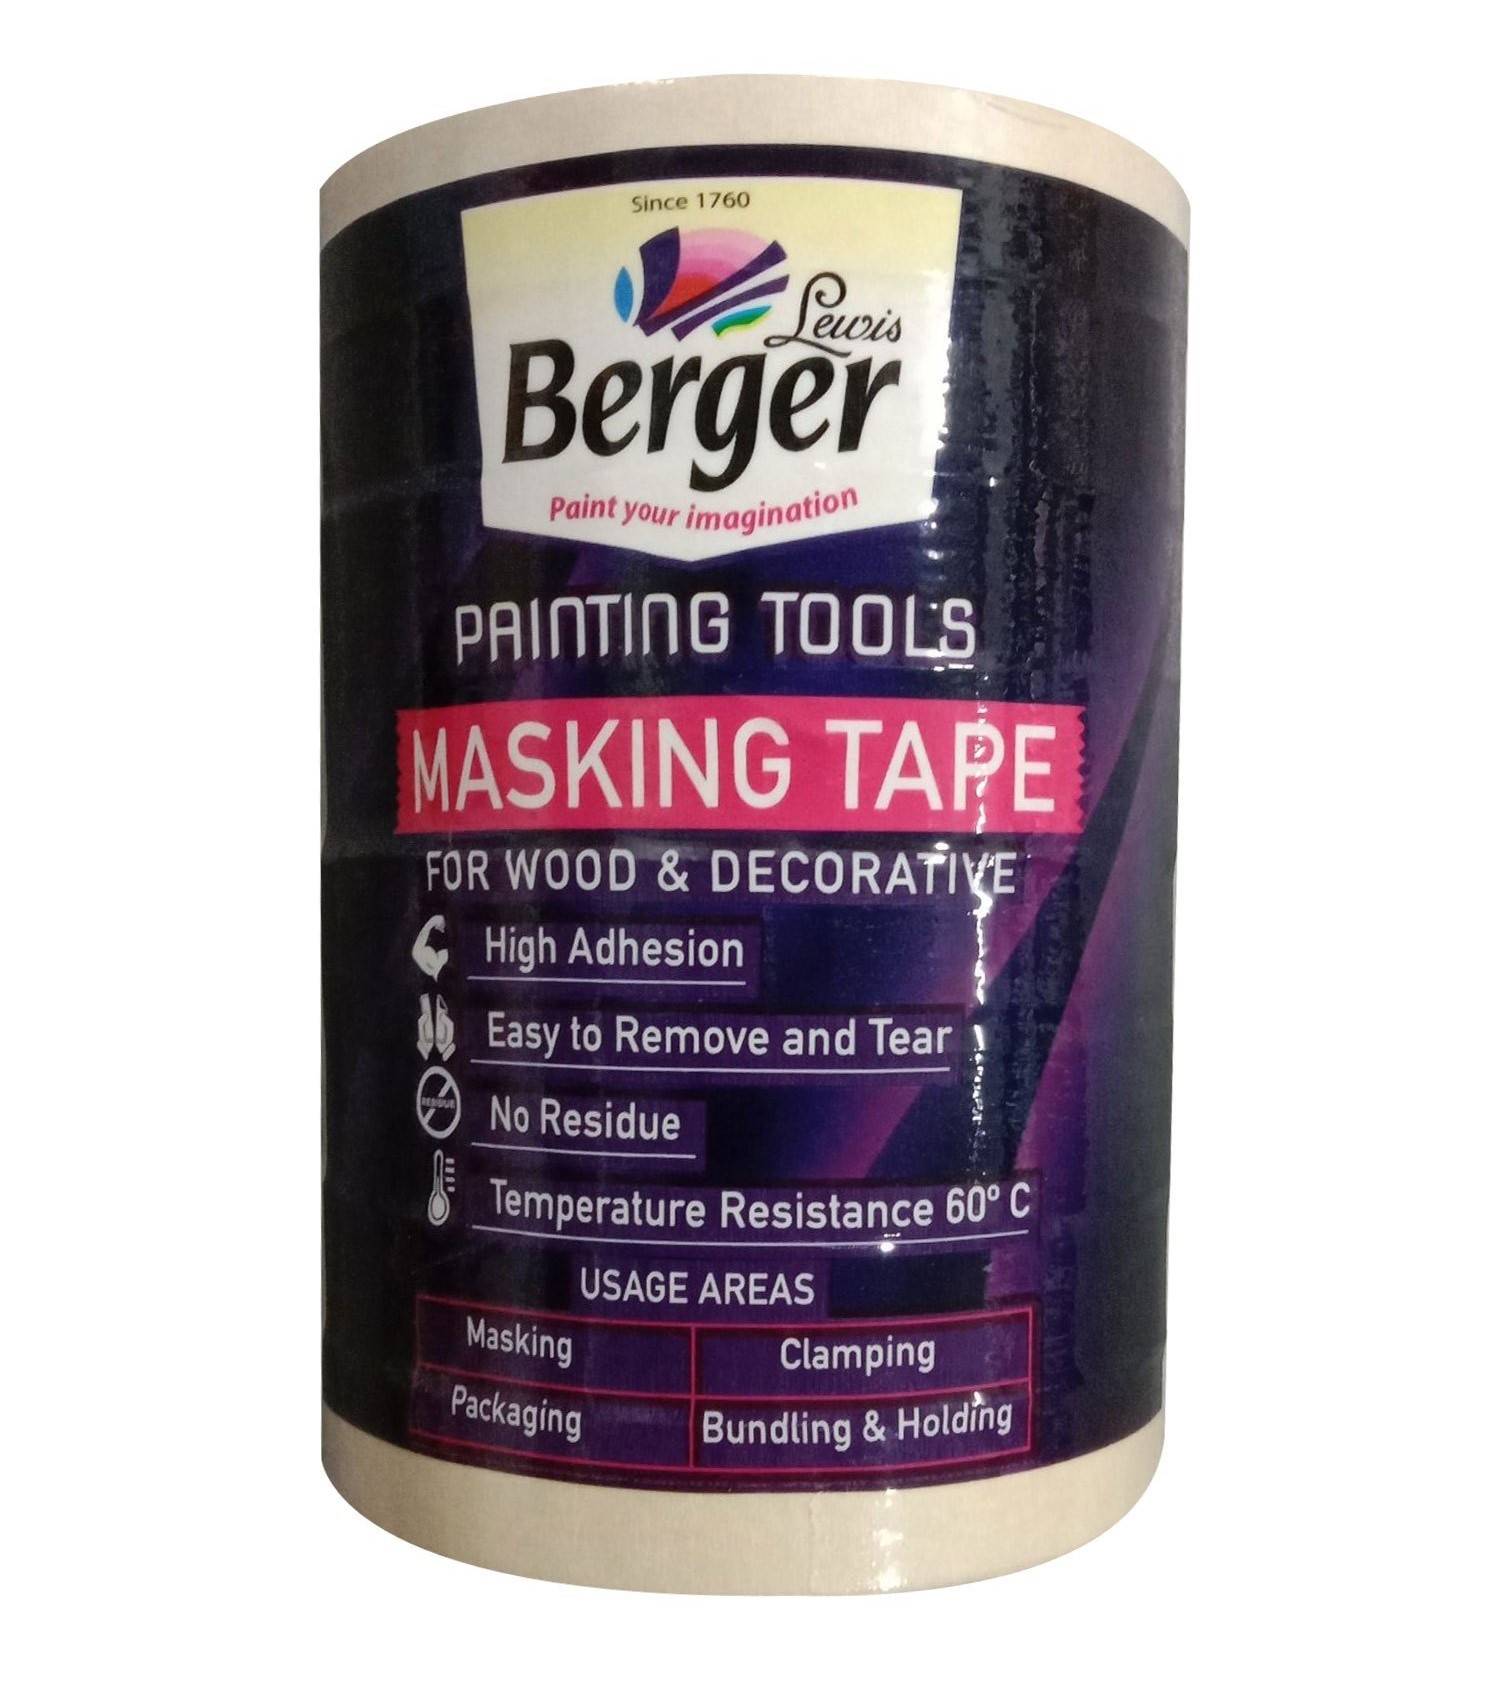 Since 1760
Lewis
Berger
Paint your imagination
PAINTING TOOLS
MASKING TAPE
FOR WOOD & DECORATIVE
High Adhesion
Easy to Remove and Tear
RESIDUE
No Residue
Temperature Resistance 60° C
USAGE AREAS
Masking Clamping
Packaging Bundling & Holding